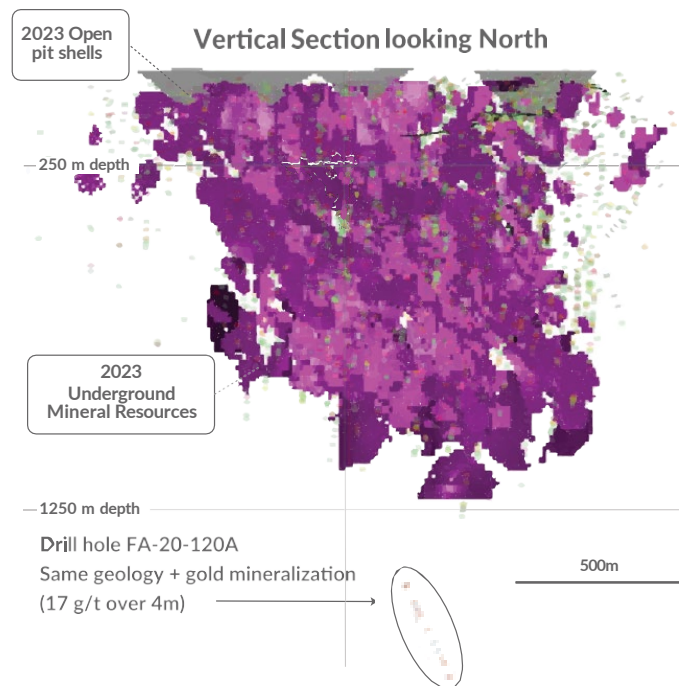 2023 Open
pit shells
Vertical Section looking North
250 m depth
2023
Underground
Mineral Resources
1250 m depth
Drill hole FA-20-120A
Same geology + gold mineralization
(17 g/t over 4m)
500m